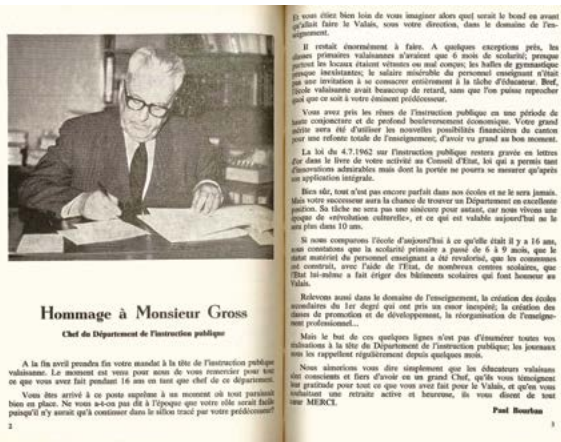 Hommage à Monsieur Gross
Chef du Département de l'instruction publique
A la fin avril prendra fin votre mandat à la tête de l'instruction publique
valaisanne. Le moment est venu pour nous de vous remercier pour tout
ce que vous avez fait pendant 16 ans en tant que chef de ce département.
Vous êtes arrivé à ce poste suprême à un moment où tout paraissait
bien en place. Ne vous a-t-on pas dit à l'époque que votre rôle serait facile
puisqu'il n'y aurait qu'à continuer dans le sillon tracé par votre prédécesseur?
2
Et vous étiez bien loin de vous imaginer alors quel serait le bond en avant
qu'allait faire le Valais, sous votre direction, dans le domaine de l'en-
seignement.
Il restait énormément à faire. A quelques exceptions près, les
classes primaires valaisannes n'avaient que 6 mois de scolarité; presque
partout les locaux étaient vétustes ou mal conçus; les halles de gymnastique
presque inexistantes; le salaire misérable du personnel enseignant n'était
pas une invitation à se consacrer entièrement à la tâche d'éducateur. Bref,
l'école valaisanne avait beaucoup de retard, sans que l'on puisse reprocher
quoi que ce soit à votre éminent prédécesseur.
Vous avez pris les rênes de l'instruction publique en une période de
haute conjoncture et de profond bouleversement économique. Votre grand
mérite aura été d'utiliser les nouvelles possibilités financières du canton
pour une refonte totale de l'enseignement; d'avoir vu grand au bon moment.
La loi du 4.7.1962 sur l'instruction publique restera gravée en lettres
d'or dans le livre de votre activité au Conseil d'Etat, loi qui a permis tant
d'innovations admirables mais dont la portée ne pourra se mesurer qu'après
son application intégrale.
Bien sûr, tout n'est pas encore parfait dans nos écoles et ne le sera jamais.
Mais votre successeur aura la chance de trouver un Département en excellente
position. Sa tâche ne sera pas une sinécure pour autant, car nous vivons une
époque de «révolution culturelle», et ce qui est valable aujourd'hui ne le
sera plus dans 10 ans.
Si nous comparons l'école d'aujourd'hui à ce qu'elle était il y a 16 ans,
nous constatons que la scolarité primaire a passé de 6 à 9 mois, que le
statut matériel du personnel enseignant a été revalorisé, que les communes
ont construit, avec l'aide de l'Etat, de nombreux centres scolaires, que
l'Etat lui-même a fait ériger des bâtiments scolaires qui font honneur au
Valais.
Relevons aussi dans le domaine de l'enseignement, la création des écoles
secondaires du 1er degré qui ont pris un essor inespéré; la création des
classes de promotion et de développement, la réorganisation de l'enseigne-
ment professionnel...
Mais le but de ces quelques lignes n'est pas d'énumérer toutes vos
réalisations à la tête du Département de l'instruction publique; les journaux
nous les rappellent régulièrement depuis quelques mois.
Nous aimerions vous dire simplement que les éducateurs valaisans
sont conscients et fiers d'avoir eu un grand Chef, qu'ils vous témoignent
leur gratitude pour tout ce que vous avez fait pour le Valais, et qu'en vous
souhaitant une retraite active et heureuse, ils vous disent de tout
cœur MERCI.
Paul Bourban
3